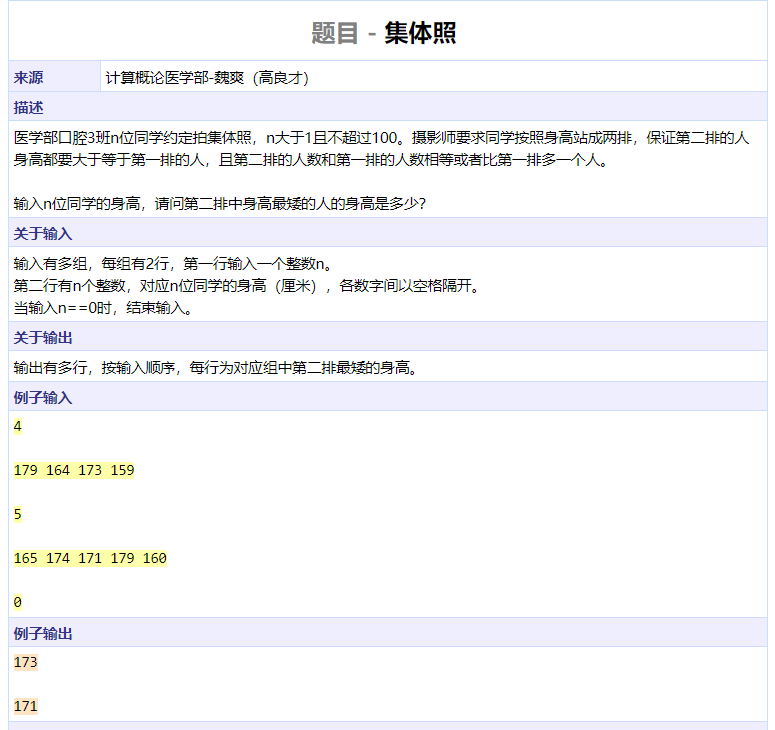 题目 - 集体照
来源 计算概论医学部-魏爽（高良才）
描述
医学部口腔3班n位同学约定拍集体照，n大于1且不超过100。摄影师要求同学按照身高站成两排，保证第二排的人
身高都要大于等于第一排的人，且第二排的人数和第一排的人数相等或者比第一排多一个人。
输入n位同学的身高，请问第二排中身高最矮的人的身高是多少？
关于输入
输入有多组，每组有2行，第一行输入一个整数n。
第二行有n个整数，对应n位同学的身高（厘米），各数字间以空格隔开。
当输入n==0时，结束输入。
关于输出
输出有多行，按输入顺序，每行为对应组中第二排最矮的身高。
例子输入
4
179 164 173 159
5
165 174 171 179 160
0
例子输出
173
171